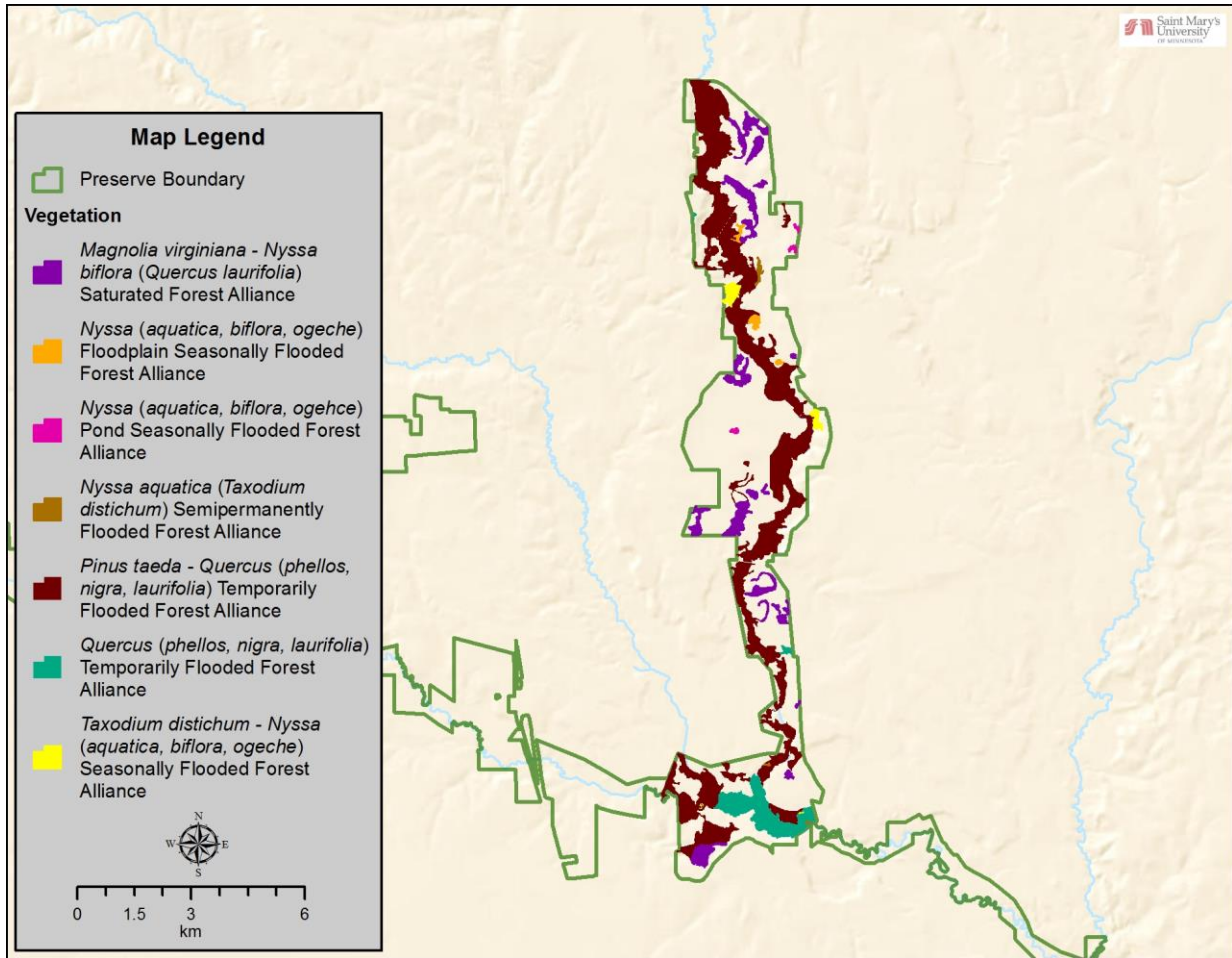 Saint Mary's
University
OF MINNESOTA
Map Legend
Preserve Boundary
Vegetation
Magnolia virginiana - Nyssa
biflora (Quercus laurifolia)
Saturated Forest Alliance
Nyssa (aquatica, biflora, ogeche)
Floodplain Seasonally Flooded
Forest Alliance
Nyssa (aquatica, biflora, ogehce)
Pond Seasonally Flooded Forest
Alliance
Nyssa aquatica (Taxodium
distichum) Semipermanently
Flooded Forest Alliance
Pinus taeda - Quercus (phellos,
nigra, laurifolia) Temporarily
Flooded Forest Alliance
Quercus (phellos, nigra, laurifolia)
Temporarily Flooded Forest
Alliance
Taxodium distichum - Nyssa
(aquatica, biflora, ogeche)
Seasonally Flooded Forest
Alliance
N
W E
S
0 1.5 3 6
km